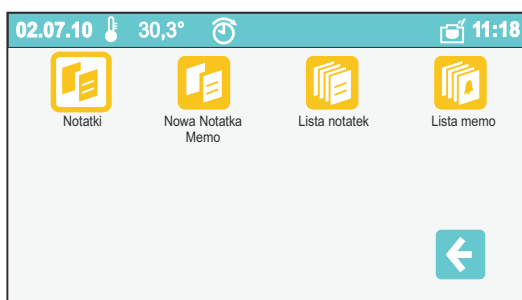 02.07.10 30,3° 11:18
Notatki
Nowa Notatka
Memo
Lista notatek
Lista memo